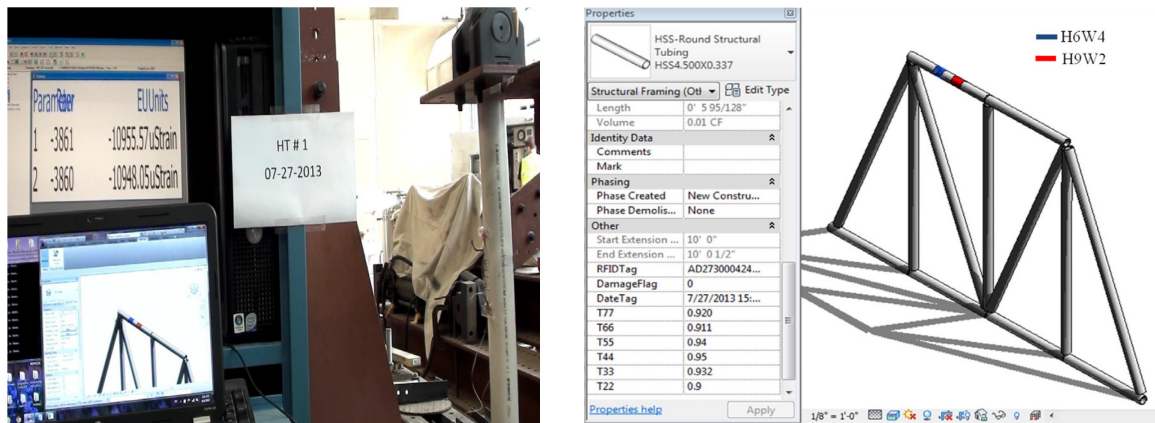 Parameter
EUUnits
1 -3861 -10955.57uStrain
2 -3860 -10948.05uStrain
HT # 1
07-27-2013
Properties
HSS-Round Structural
Tubing
HSS4.500X0.337
Structural Framing (Otl
Edit Type
Length 0' 5 95/128"
Volume 0.01 CF
Identity Data
Comments
Mark
Phasing
Phase Created New Constru...
Phase Demolis... None
Other
Start Extension ... 10' 0"
End Extension ... 10' 0 1/2"
RFIDTag AD273000424...
DamageFlag 0
DateTag 7/27/2013 15:...
T77 0.920
T66 0.911
T55 0.94
T44 0.95
T33 0.932
T22 0.9
Properties help
Apply
H6W4
H9W2
1/8" = 1'-0"